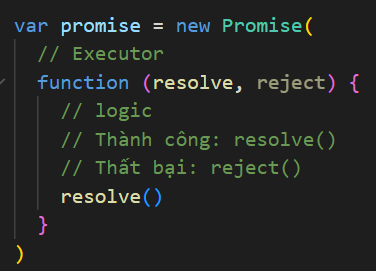 var promise = new Promise(
  // Executor
  function (resolve, reject) {
    // logic
    // Thành công: resolve()
    // Thất bại: reject()
    resolve()
  }
)